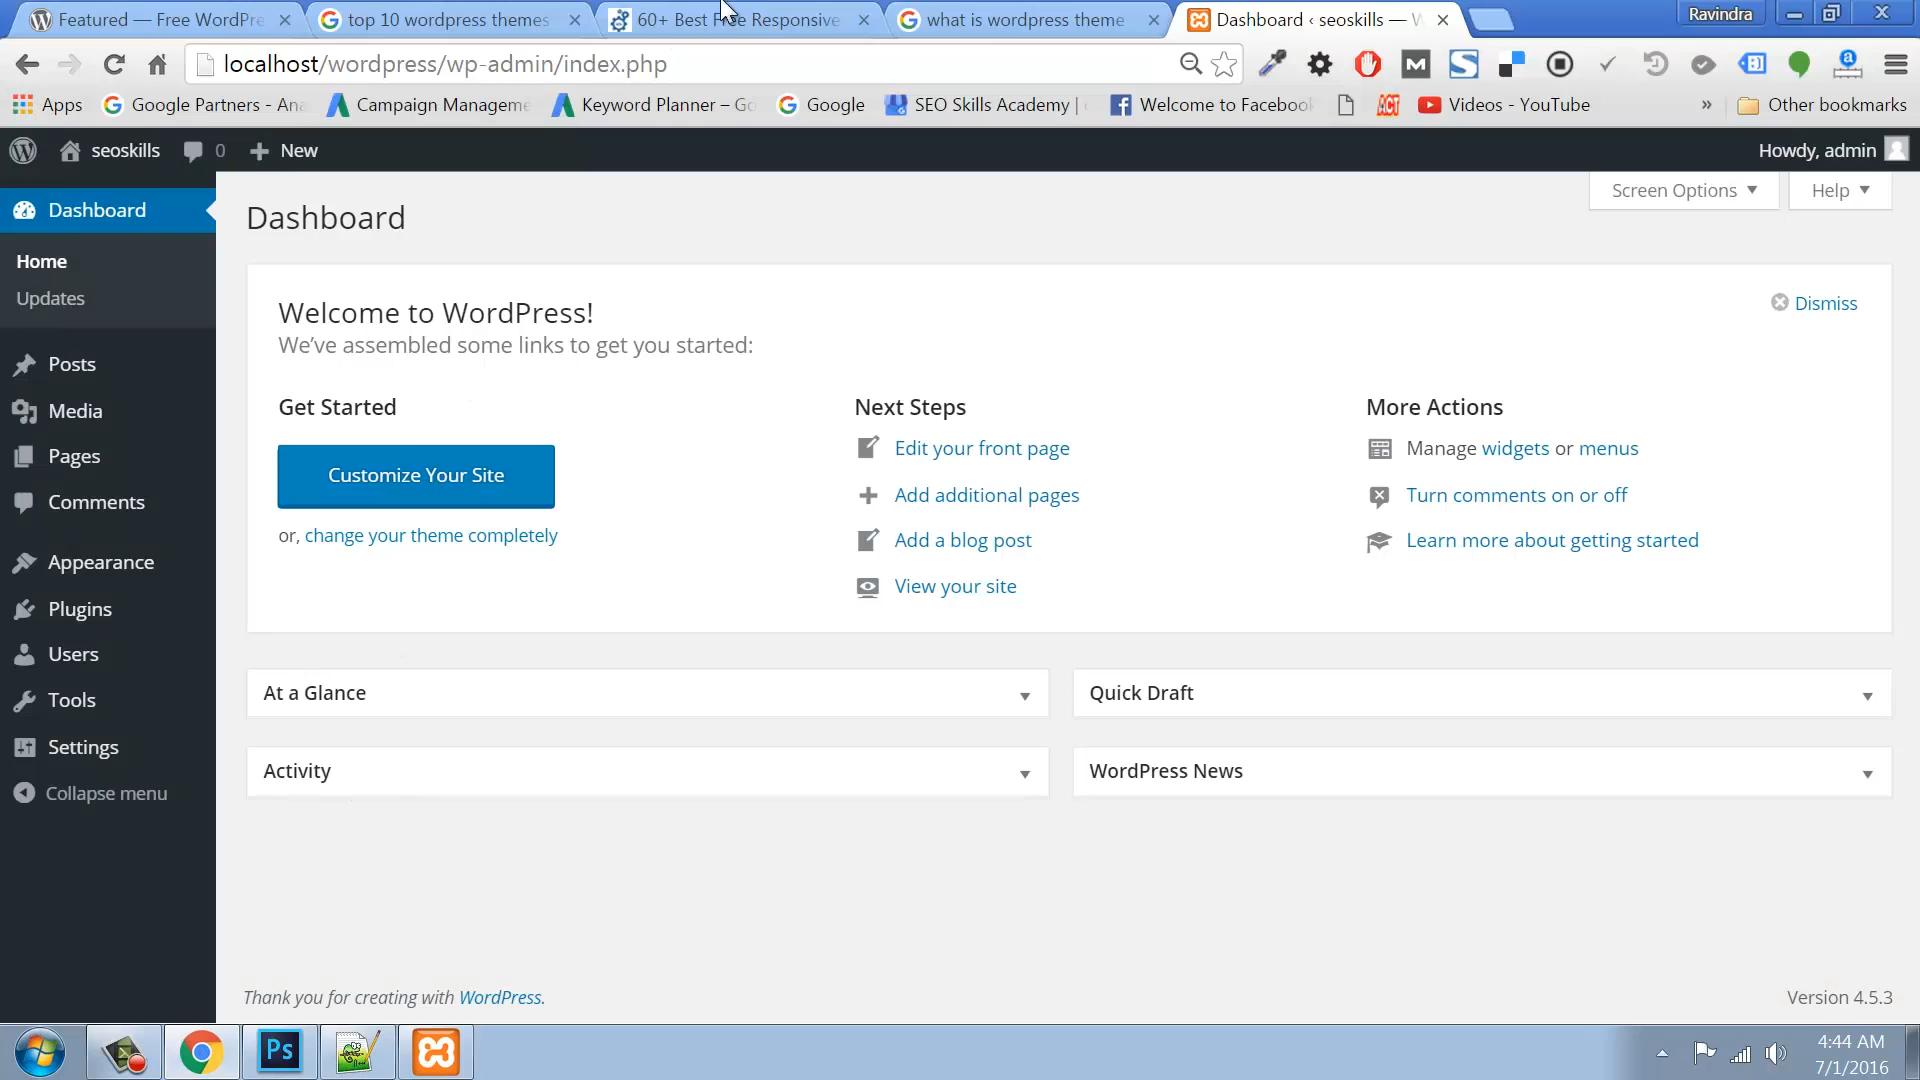 Featured — Free WordPre
top 10 wordpress themes
60+ Best Free Responsive
what is wordpress theme
Dashboard ‹ seoskills — W
Ravindra
localhost/wordpress/wp-admin/index.php
Apps
Google Partners - Ana
Campaign Manageme
Keyword Planner – Go
Google
SEO Skills Academy |
Welcome to Facebook
ACT
Videos - YouTube
»
Other bookmarks
seoskills
0
New
Howdy, admin
Screen Options
Help
Dashboard
Home
Updates
Posts
Media
Pages
Comments
Appearance
Plugins
Users
Tools
Settings
Collapse menu
Dashboard
Welcome to WordPress!
We've assembled some links to get you started:
Dismiss
Get Started
Customize Your Site
or, change your theme completely
Next Steps
Edit your front page
Add additional pages
Add a blog post
View your site
More Actions
Manage widgets or menus
Turn comments on or off
Learn more about getting started
At a Glance
Quick Draft
Activity
WordPress News
Thank you for creating with WordPress.
Version 4.5.3
Ps
4:44 AM
7/1/2016